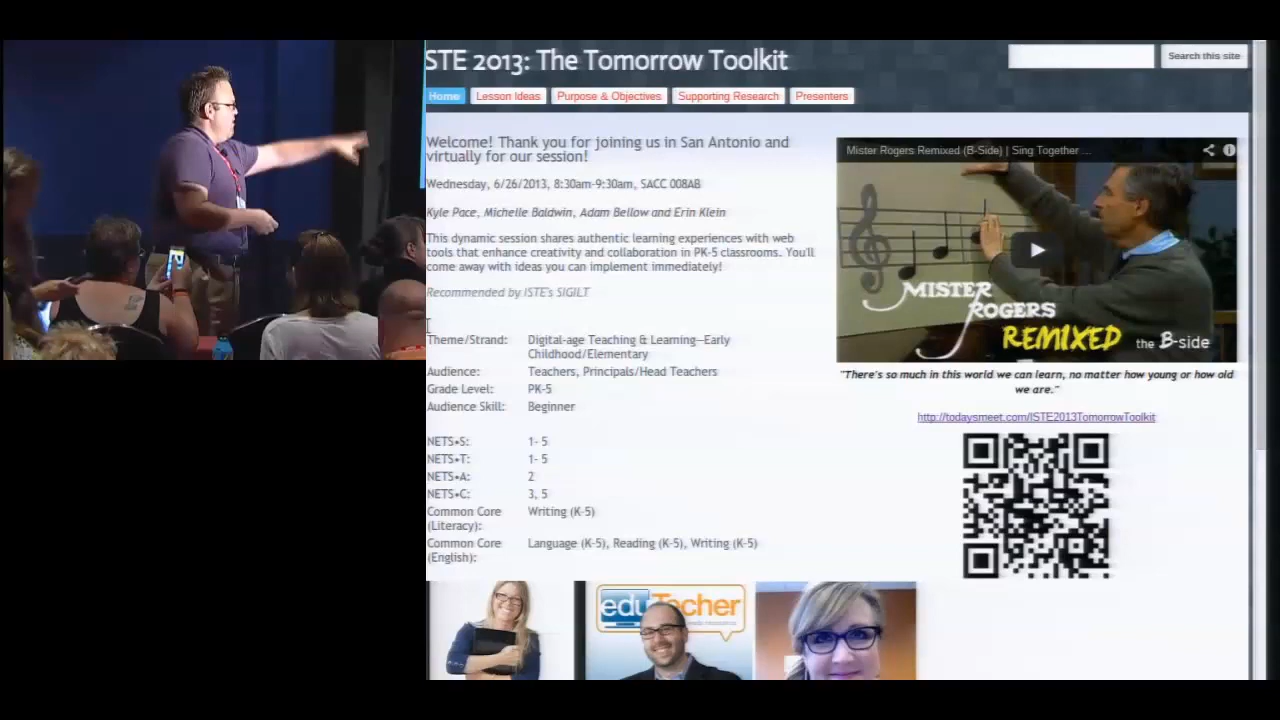 STE 2013: The Tomorrow Toolkit
Search this site
Home
Lesson Ideas
Purpose & Objectives
Supporting Research
Presenters
Welcome! Thank you for joining us in San Antonio and
virtually for our session!
Wednesday, 6/26/2013, 8:30am-9:30am, SACC 008AB
Kyle Pace, Michelle Baldwin, Adam Bellow and Erin Klein
This dynamic session shares authentic learning experiences with web
tools that enhance creativity and collaboration in PK-5 classrooms. You'll
come away with ideas you can implement immediately!
Recommended by ISTE's SIGILT
Theme/Strand: Digital-age Teaching & Learning—Early
Childhood/Elementary
Audience: Teachers, Principals/Head Teachers
Grade Level: PK-5
Audience Skill: Beginner
NETS•S: 1- 5
NETS•T: 1- 5
NETS•A: 2
NETS•C: 3, 5
Common Core Writing (K-5)
(Literacy):
Common Core Language (K-5), Reading (K-5), Writing (K-5)
(English):
Mister Rogers Remixed (B-Side) | Sing Together ...
MISTER
ROGERS
REMIXED the B-side
"There's so much in this world we can learn, no matter how young or how old
we are."
http://todaysmeet.com/ISTE2013TomorrowToolkit
eduTecher